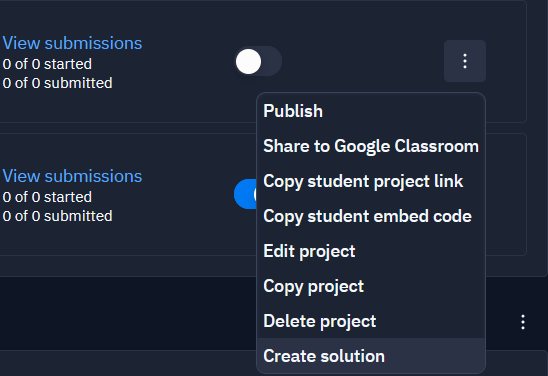 View submissions
0 of 0 started
0 of 0 submitted
Publish
Share to Google Classroom
Copy student project link
View submissions
0 of 0 started
0 of 0 submitted
Copy student embed code
Edit project
Copy project
Delete project
Create solution